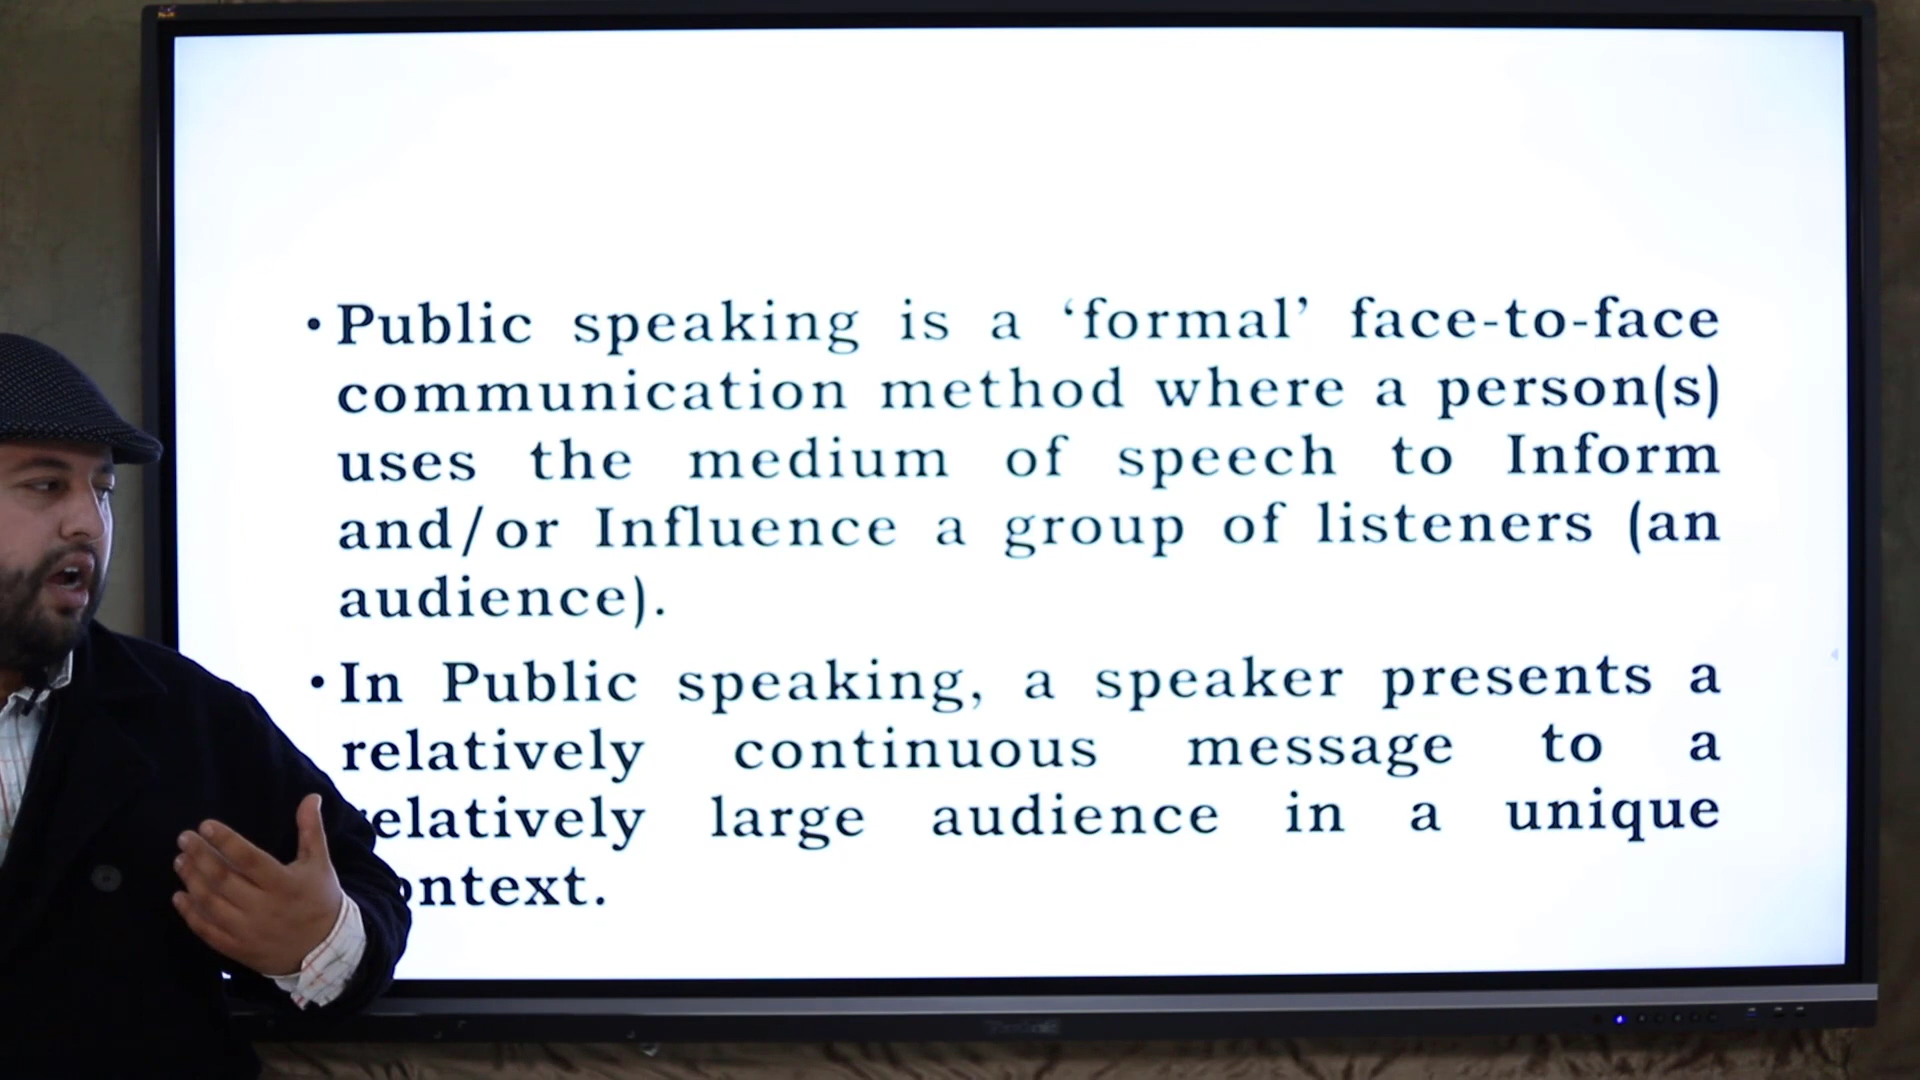 • Public speaking is a ‘formal’ face-to-face
communication method where a person(s)
uses the medium of speech to Inform
and/or Influence a group of listeners (an
audience).
• In Public speaking, a speaker presents a
relatively continuous message to a
relatively large audience in a unique
context.